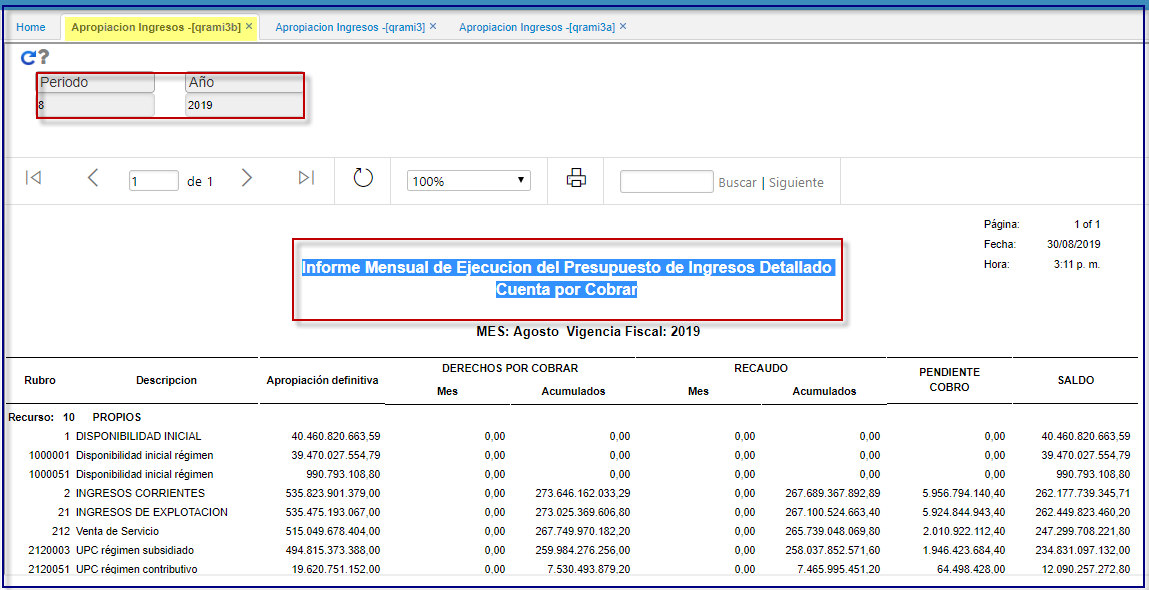 Home Apropiacion Ingresos -[qrami3b] × Apropiacion Ingresos -[qrami3] × Apropiacion Ingresos -[qrami3a] ×
?
Periodo Año
8 2019
1 de 1 100% Buscar | Siguiente
Página: 1 of 1
Fecha: 30/08/2019
Hora: 3:11 p. m.
Informe Mensual de Ejecucion del Presupuesto de Ingresos Detallado
Cuenta por Cobrar
MES: Agosto Vigencia Fiscal: 2019
Rubro Descripcion Apropiación definitiva DERECHOS POR COBRAR RECAUDO PENDIENTE COBRO SALDO
Mes Acumulados Mes Acumulados
Recurso: 10 PROPIOS
1 DISPONIBILIDAD INICIAL 40.460.820.663,59 0,00 0,00 0,00 0,00 0,00 40.460.820.663,59
1000001 Disponibilidad inicial régimen 39.470.027.554,79 0,00 0,00 0,00 0,00 0,00 39.470.027.554,79
1000051 Disponibilidad inicial régimen 990.793.108,80 0,00 0,00 0,00 0,00 0,00 990.793.108,80
2 INGRESOS CORRIENTES 535.823.901.379,00 0,00 273.646.162.033,29 0,00 267.689.367.892,89 5.956.794.140,40 262.177.739.345,71
21 INGRESOS DE EXPLOTACION 535.475.193.067,00 0,00 273.025.369.606,80 0,00 267.100.524.663,40 5.924.844.943,40 262.449.823.460,20
212 Venta de Servicio 515.049.678.404,00 0,00 267.749.970.182,20 0,00 265.739.048.069,80 2.010.922.112,40 247.299.708.221,80
2120003 UPC régimen subsidiado 494.815.373.388,00 0,00 259.984.276.256,00 0,00 258.037.852.571,60 1.946.423.684,40 234.831.097.132,00
2120051 UPC régimen contributivo 19.620.751.152,00 0,00 7.530.493.879,20 0,00 7.465.995.451,20 64.498.428,00 12.090.257.272,80